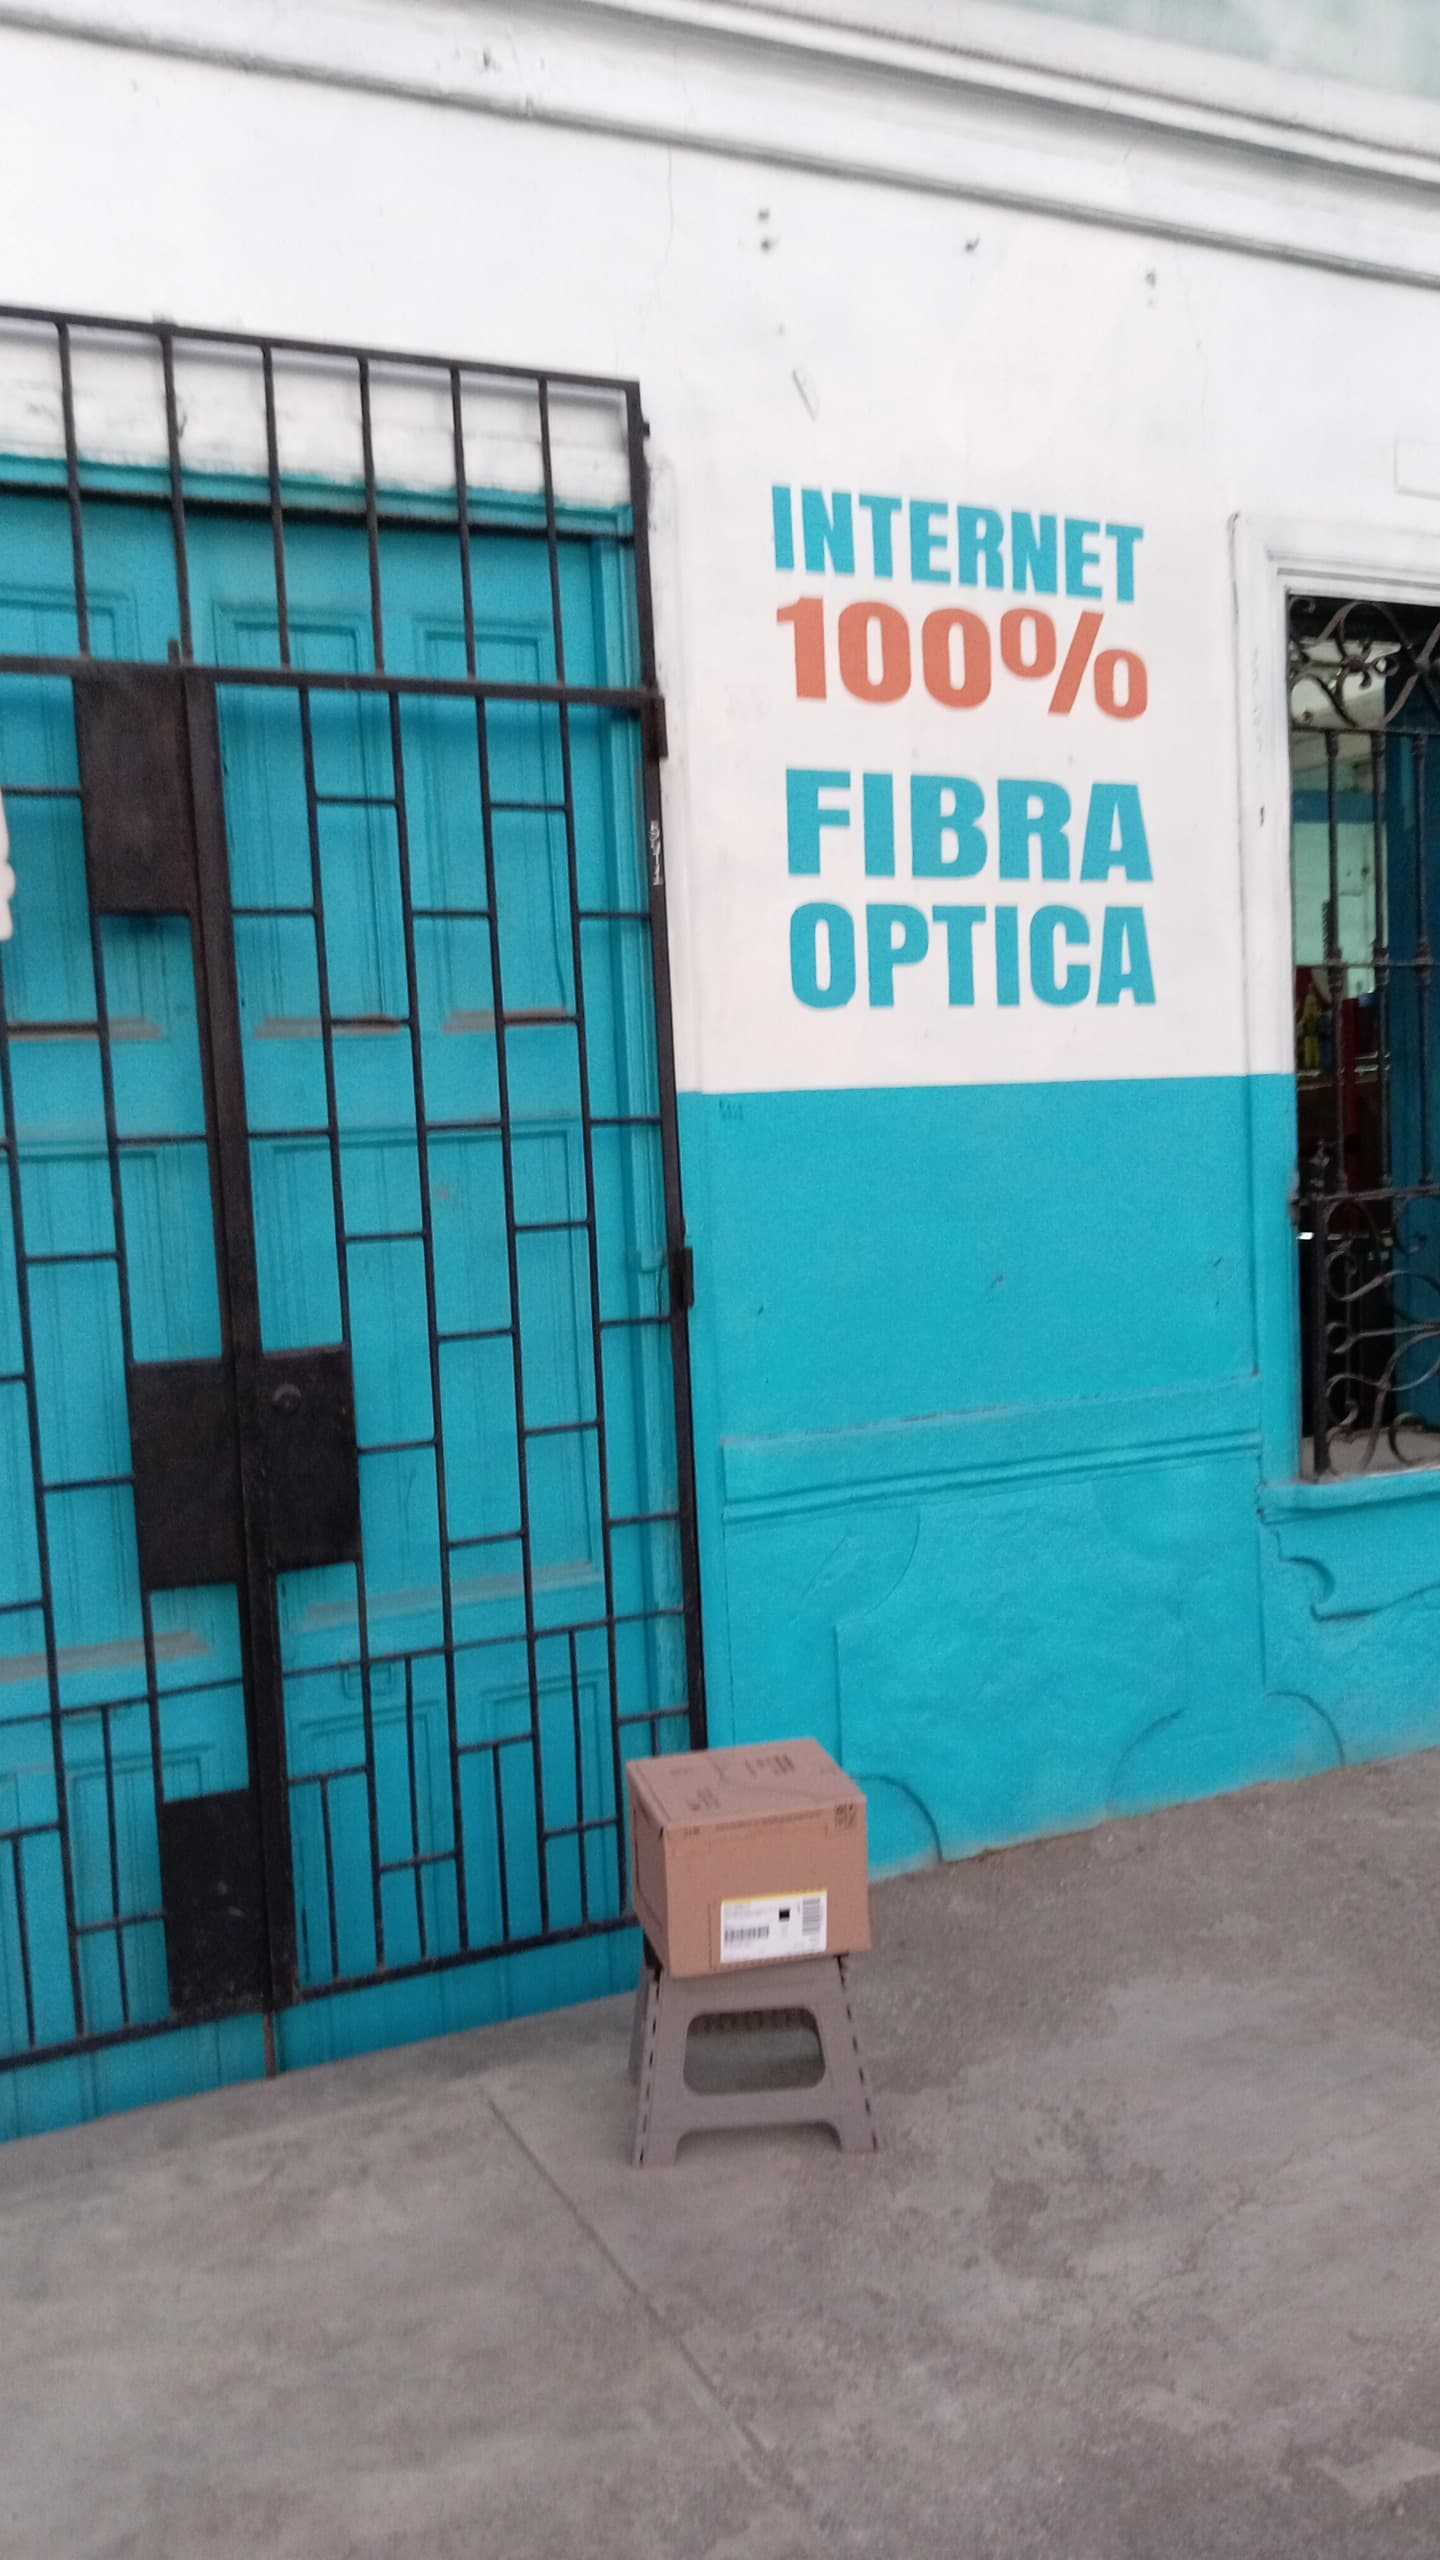 INTERNET
100%
FIBRA
OPTICA